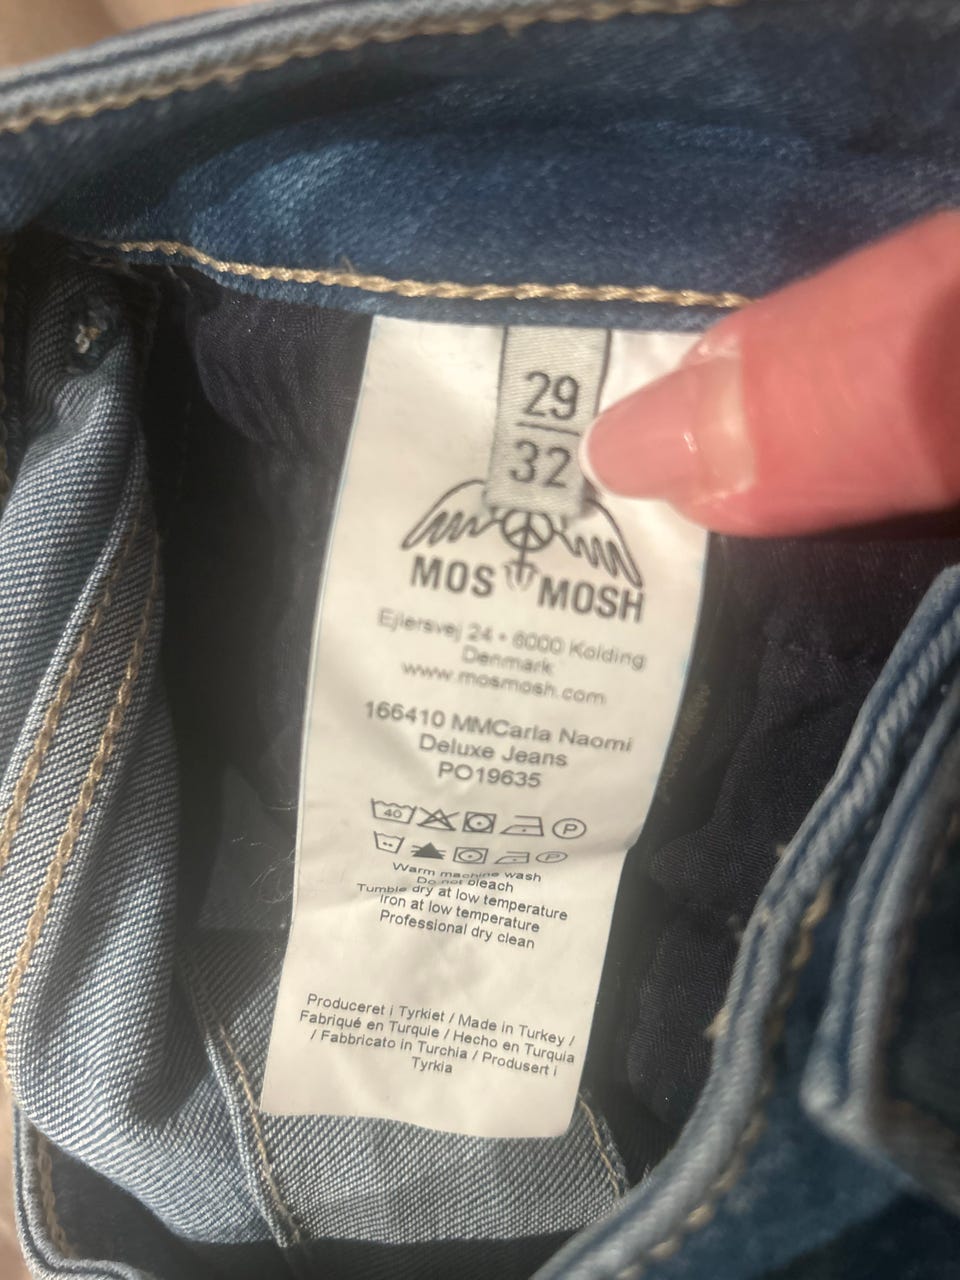 29
32
MOS MOSH
Ejlersvej 24 • 6000 Kolding
Denmark
www.mosmosh.com
166410 MMCarla Naomi
Deluxe Jeans
PO19635
40 P
P
Warm machine wash
Do not bleach
Tumble dry at low temperature
Iron at low temperature
Professional dry clean
Produceret i Tyrkiet / Made in Turkey /
Fabriqué en Turquie / Hecho en Turquia
/ Fabbricato in Turchia / Produsert i
Tyrkia